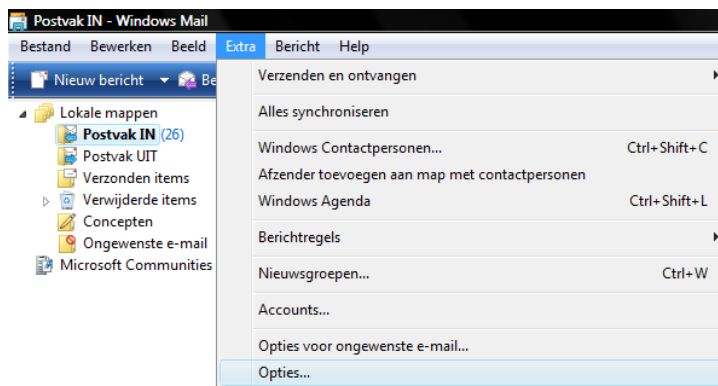 Postvak IN - Windows Mail
Bestand Bewerken Beeld Extra Bericht Help
Nieuw bericht Be
Verzenden en ontvangen
Lokale mappen
Alles synchroniseren
Postvak IN (26)
Postvak UIT
Windows Contactpersonen... Ctrl+Shift+C
Verzonden items
Afzender toevoegen aan map met contactpersonen
Verwijderde items
Windows Agenda Ctrl+Shift+L
Concepten
Berichtregels
Ongewenste e-mail
Microsoft Communities
Nieuwsgroepen... Ctrl+W
Accounts...
Opties voor ongewenste e-mail...
Opties...